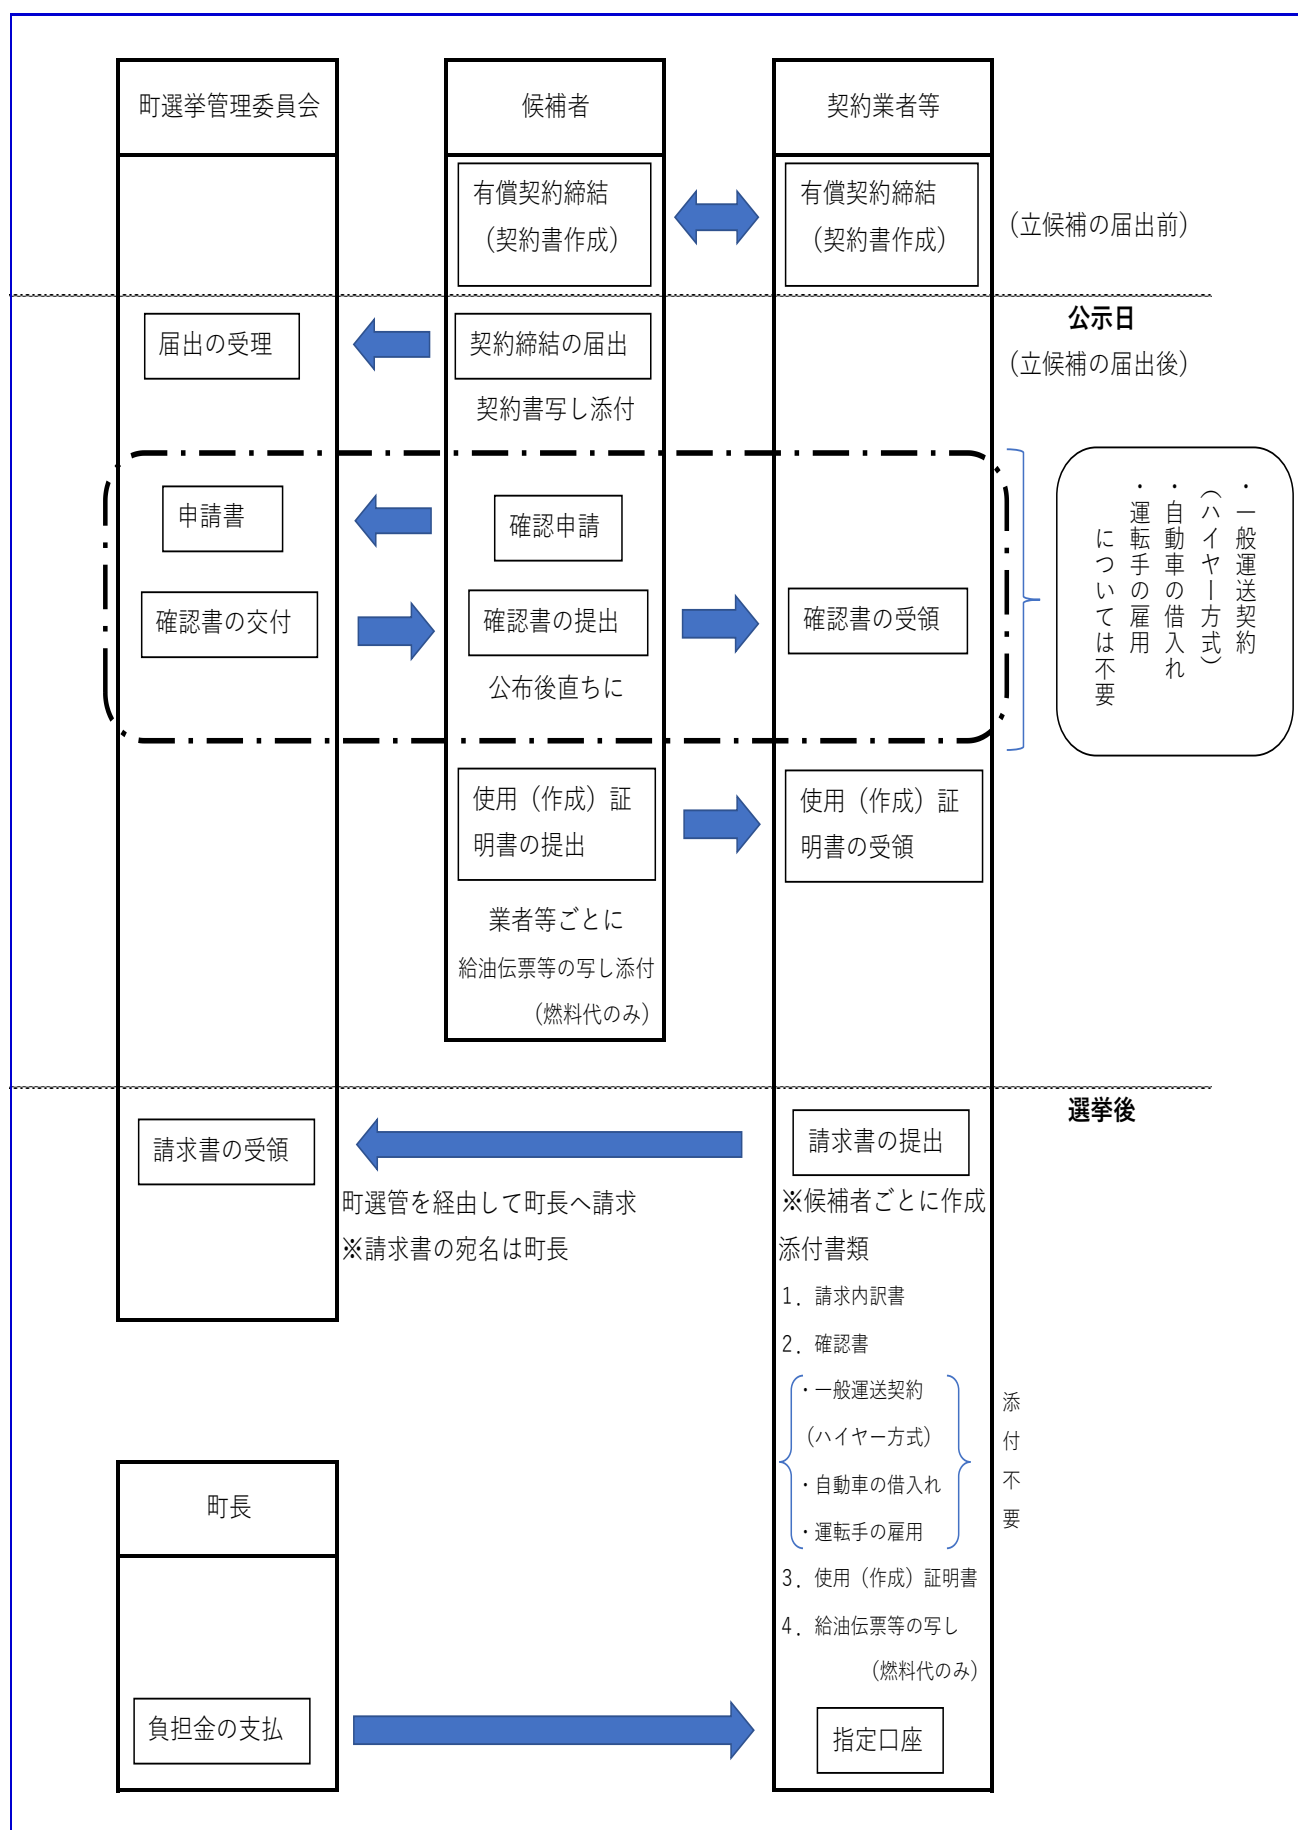 町選挙管理委員会
候補者
契約業者等
有償契約締結
（契約書作成）
有償契約締結
（契約書作成）
（立候補の届出前）
公示日
（立候補の届出後）
届出の受理
契約締結の届出
契約書写し添付
申請書
確認申請
確認書の交付
確認書の提出
確認書の受領
公布後直ちに
・一般運送契約
（ハイヤー方式）
・自動車の借入れ
・運転手の雇用
については不要
使用（作成）証
明書の提出
使用（作成）証
明書の受領
業者等ごとに
給油伝票等の写し添付
（燃料代のみ）
選挙後
請求書の受領
請求書の提出
町選管を経由して町長へ請求
※請求書の宛名は町長
※候補者ごとに作成
添付書類
1．請求内訳書
2．確認書
・一般運送契約
（ハイヤー方式）
・自動車の借入れ
・運転手の雇用
添付不要
3．使用（作成）証明書
4．給油伝票等の写し
（燃料代のみ）
町長
負担金の支払
指定口座